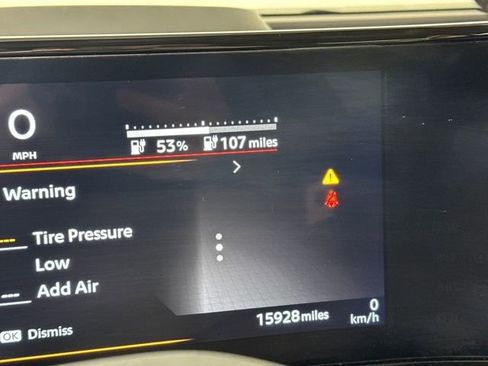 0
MPH
53% 107 miles
Warning
--- Tire Pressure
Low
--- Add Air
15928 miles
0
km/h
OK Dismiss